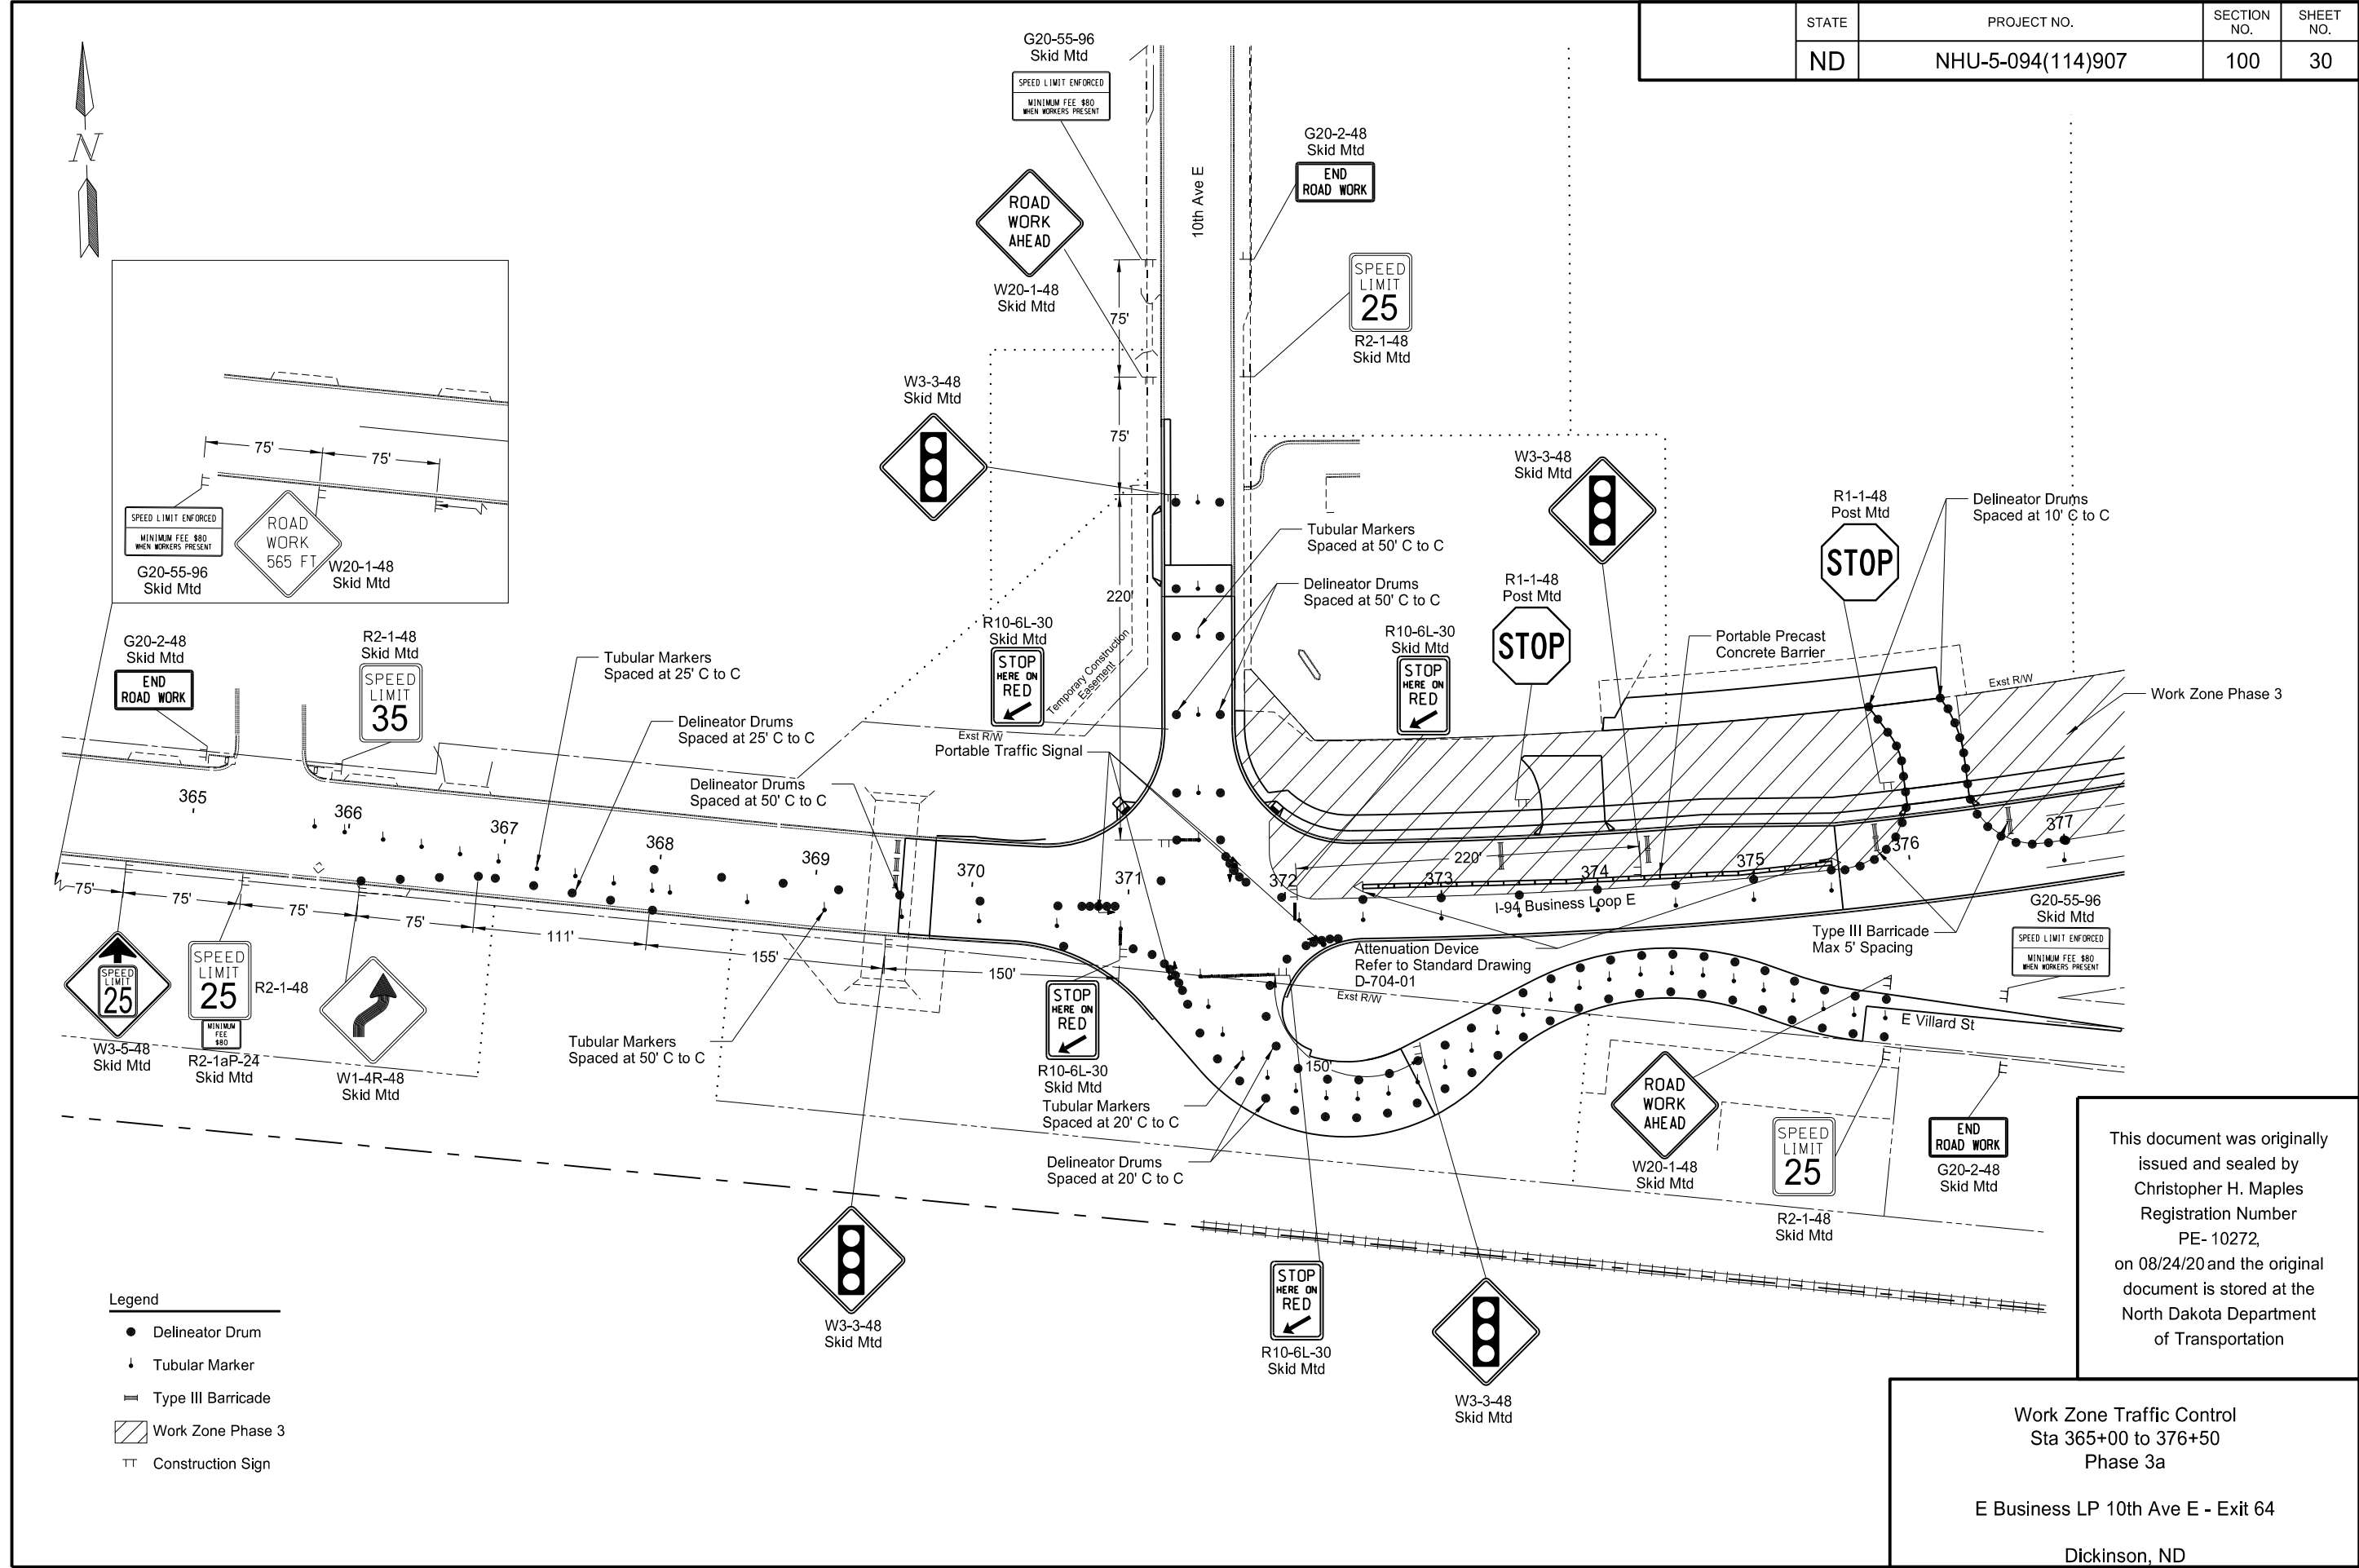 STATE
PROJECT NO.
SECTION
NO.
SHEET
NO.
ND
NHU-5-094(114)907
100
30
N
G20-55-96
Skid Mtd
SPEED LIMIT ENFORCED
MINIMUM FEE $80
WHEN WORKERS PRESENT
G20-2-48
Skid Mtd
END
ROAD WORK
10th Ave E
ROAD
WORK
AHEAD
W20-1-48
Skid Mtd
SPEED
LIMIT
25
R2-1-48
Skid Mtd
75'
75'
220'
W3-3-48
Skid Mtd
75'
75'
SPEED LIMIT ENFORCED
MINIMUM FEE $80
WHEN WORKERS PRESENT
G20-55-96
Skid Mtd
ROAD
WORK
565 FT
W20-1-48
Skid Mtd
W3-3-48
Skid Mtd
R1-1-48
Post Mtd
STOP
Delineator Drums
Spaced at 10' C to C
Tubular Markers
Spaced at 50' C to C
Delineator Drums
Spaced at 50' C to C
R1-1-48
Post Mtd
STOP
R10-6L-30
Skid Mtd
STOP
HERE ON
RED
R10-6L-30
Skid Mtd
STOP
HERE ON
RED
Portable Precast
Concrete Barrier
Temporary Construction
Easement
Exst R/W
Exst R/W
Work Zone Phase 3
G20-2-48
Skid Mtd
END
ROAD WORK
R2-1-48
Skid Mtd
SPEED
LIMIT
35
Tubular Markers
Spaced at 25' C to C
Delineator Drums
Spaced at 25' C to C
Delineator Drums
Spaced at 50' C to C
Portable Traffic Signal
365
366
367
368
369
370
371
372
373
374
375
376
377
220'
I-94 Business Loop E
75'
75'
75'
75'
111'
155'
150'
150'
Attenuation Device
Refer to Standard Drawing
D-704-01
Exst R/W
Type III Barricade
Max 5' Spacing
G20-55-96
Skid Mtd
SPEED LIMIT ENFORCED
MINIMUM FEE $80
WHEN WORKERS PRESENT
E Villard St
SPEED
LIMIT
25
W3-5-48
Skid Mtd
SPEED
LIMIT
25
R2-1-48
MINIMUM
FEE
$80
R2-1aP-24
Skid Mtd
W1-4R-48
Skid Mtd
Tubular Markers
Spaced at 50' C to C
STOP
HERE ON
RED
R10-6L-30
Skid Mtd
Tubular Markers
Spaced at 20' C to C
Delineator Drums
Spaced at 20' C to C
ROAD
WORK
AHEAD
W20-1-48
Skid Mtd
SPEED
LIMIT
25
R2-1-48
Skid Mtd
END
ROAD WORK
G20-2-48
Skid Mtd
W3-3-48
Skid Mtd
STOP
HERE ON
RED
R10-6L-30
Skid Mtd
W3-3-48
Skid Mtd
Legend
Delineator Drum
Tubular Marker
Type III Barricade
Work Zone Phase 3
Construction Sign
This document was originally
issued and sealed by
Christopher H. Maples
Registration Number
PE- 10272,
on 08/24/20 and the original
document is stored at the
North Dakota Department
of Transportation
Work Zone Traffic Control
Sta 365+00 to 376+50
Phase 3a
E Business LP 10th Ave E - Exit 64
Dickinson, ND